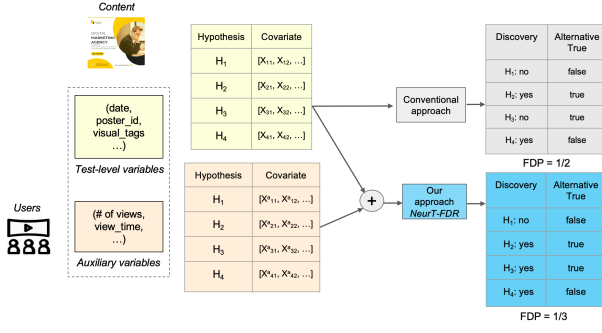 Content
DIGITAL
MARKETING
AGENCY
(date,
poster_id,
visual_tags
...)
Test-level variables
Users
(# of views,
view_time,
...)
Auxiliary variables
Hypothesis Covariate
H1 [X11, X12, ...]
H2 [X21, X22, ...]
H3 [X31, X32, ...]
H4 [X41, X42, ...]
Hypothesis Covariate
H1 [Xa11, Xa12, ...]
H2 [Xa21, Xa22, ...]
H3 [Xa31, Xa32, ...]
H4 [Xa41, Xa42, ...]
+
Conventional
approach
Our
approach
NeurT-FDR
Discovery Alternative
True
H1: no false
H2: yes true
H3: no true
H4: yes false
FDP = 1/2
Discovery Alternative
True
H1: no false
H2: yes true
H3: yes true
H4: yes false
FDP = 1/3